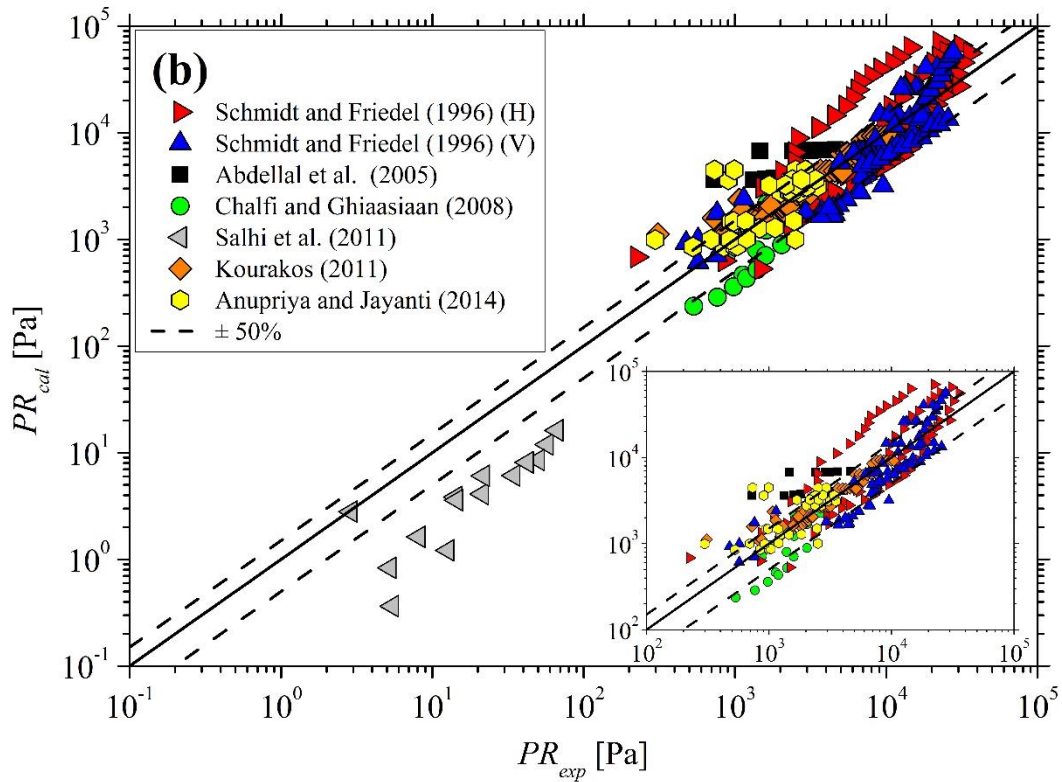 (b)
Schmidt and Friedel (1996) (H)
Schmidt and Friedel (1996) (V)
Abdellal et al. (2005)
Chalfi and Ghiaasiaan (2008)
Salhi et al. (2011)
Kourakos (2011)
Anupriya and Jayanti (2014)
± 50%
PR_cal [Pa]
10^5
10^4
10^3
10^2
10^1
10^0
10^-1
10^-1 10^0 10^1 10^2 10^3 10^4 10^5
PR_exp [Pa]
10^5
10^4
10^3
10^2
10^2 10^3 10^4 10^5